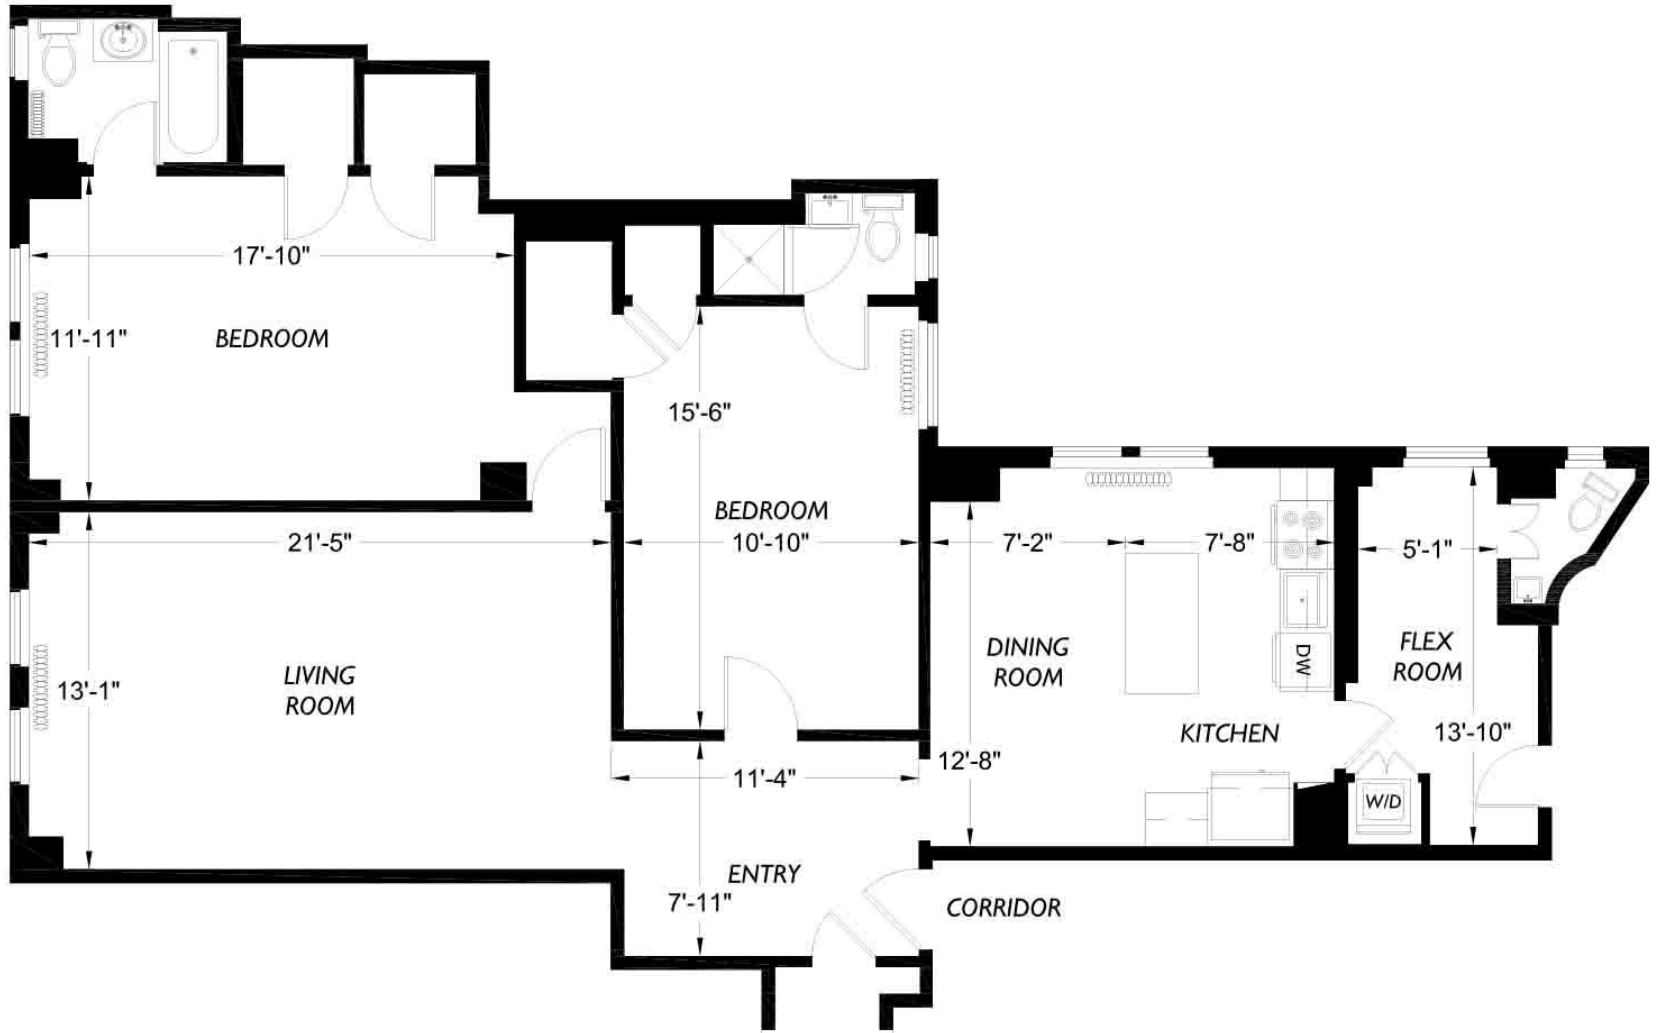 17'-10"
11'-11"
BEDROOM
15'-6"
BEDROOM
10'-10"
21'-5"
7'-2"
7'-8"
5'-1"
DINING
ROOM
DW
FLEX
ROOM
LIVING
ROOM
13'-1"
KITCHEN
13'-10"
12'-8"
11'-4"
W/D
ENTRY
7'-11"
CORRIDOR